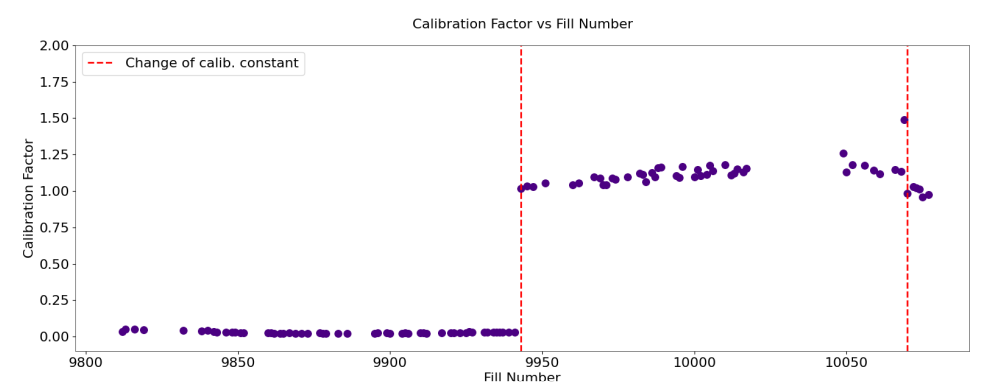 Calibration Factor vs Fill Number
2.00
Change of calib. constant
1.75
1.50
1.25
1.00
0.75
0.50
0.25
0.00
Calibration Factor
9800 9850 9900 9950 10000 10050
Fill Number